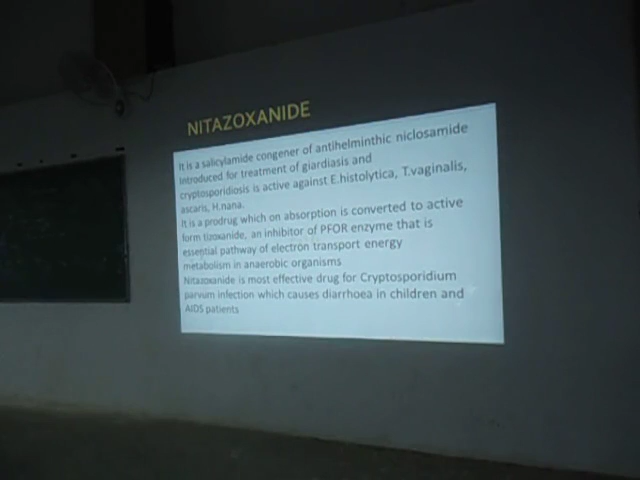 NITAZOXANIDE
It is a salicylamide congener of antihelminthic niclosamide
Introduced for treatment of giardiasis and
cryptosporidiosis is active against E.histolytica, T.vaginalis,
ascaris, H.nana.
It is a prodrug which on absorption is converted to active
form tizoxanide, an inhibitor of PFOR enzyme that is
essential pathway of electron transport energy
metabolism in anaerobic organisms
Nitazoxanide is most effective drug for Cryptosporidium
parvum infection which causes diarrhoea in children and
AIDS patients